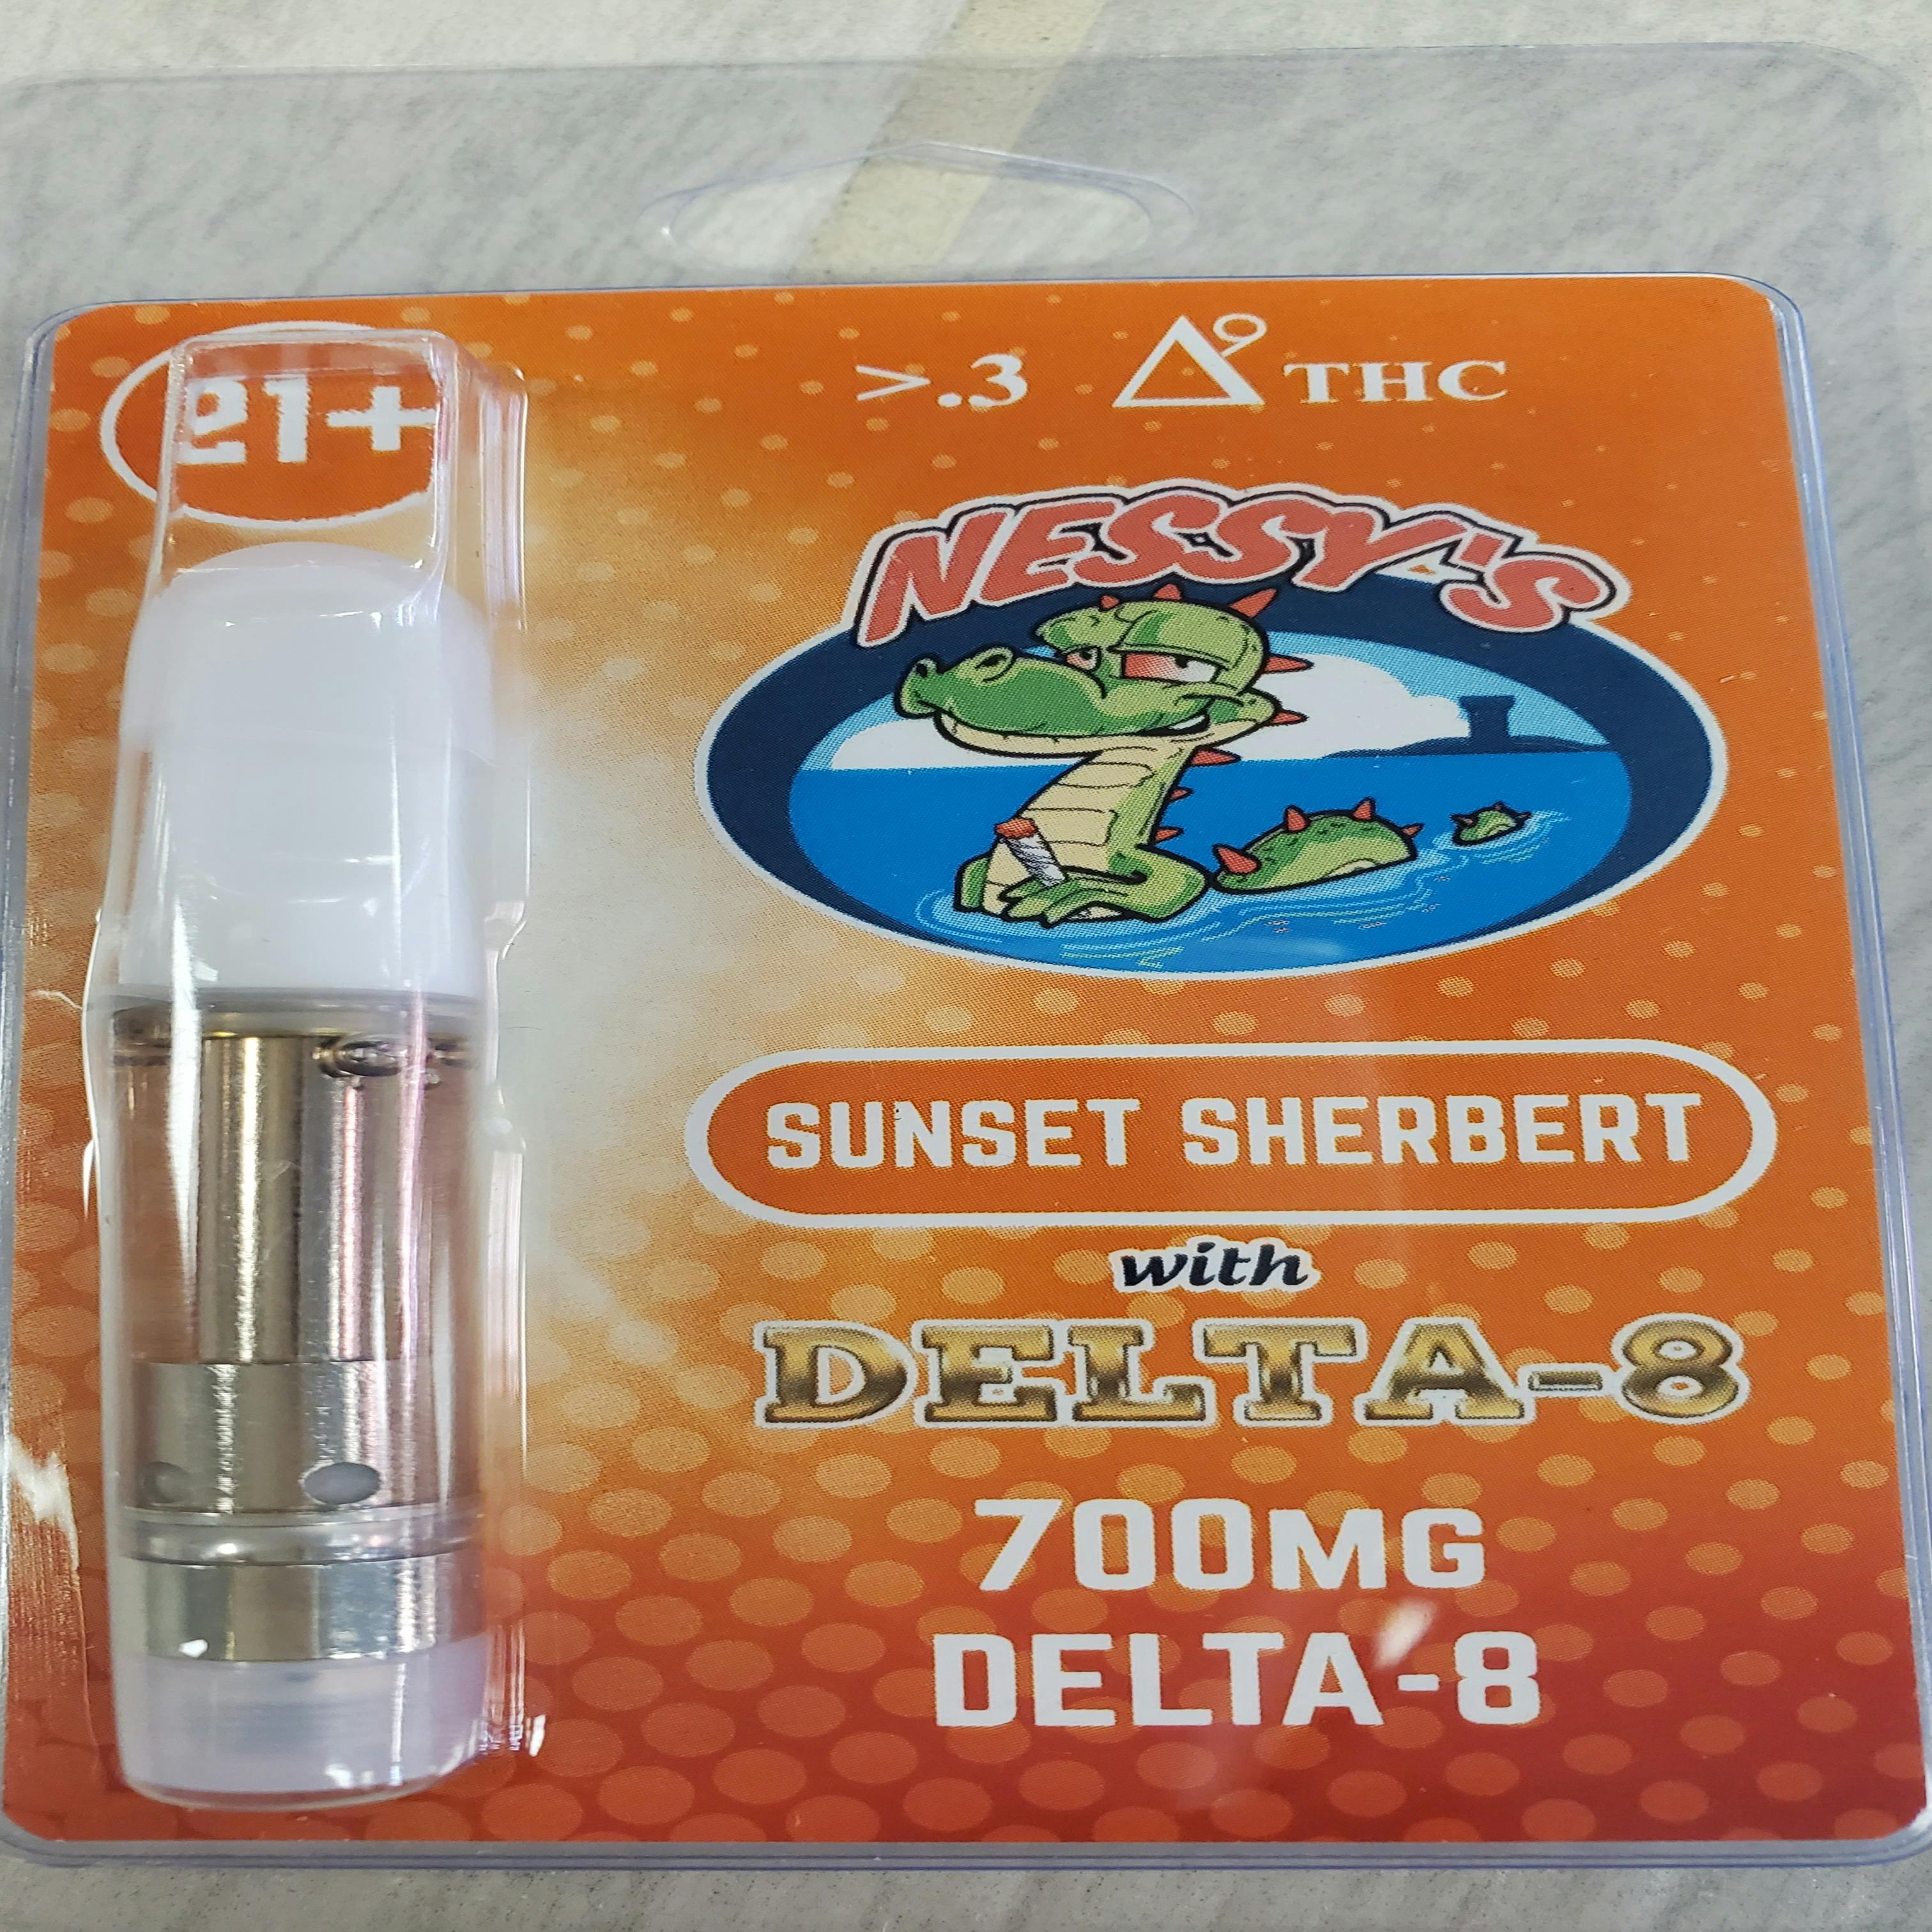 21+
>.3 Δ9 THC
NESSY'S
SUNSET SHERBERT
with
DELTA-8
700MG
DELTA-8